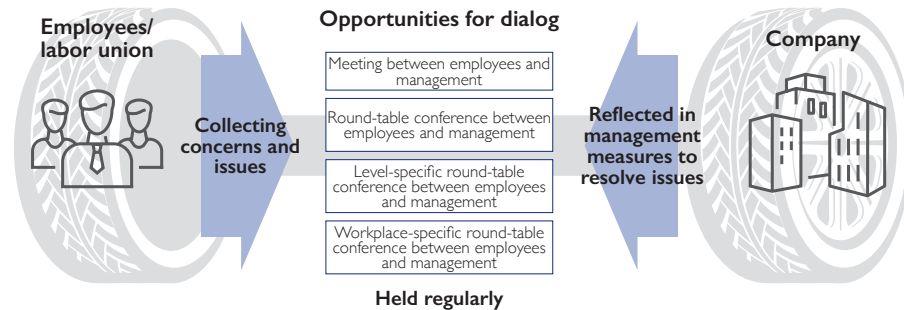 Employees/
labor union
Collecting
concerns and
issues
Opportunities for dialog
Meeting between employees and
management
Round-table conference between
employees and management
Level-specific round-table
conference between employees
and management
Workplace-specific round-table
conference between employees
and management
Held regularly
Reflected in
management
measures to
resolve issues
Company